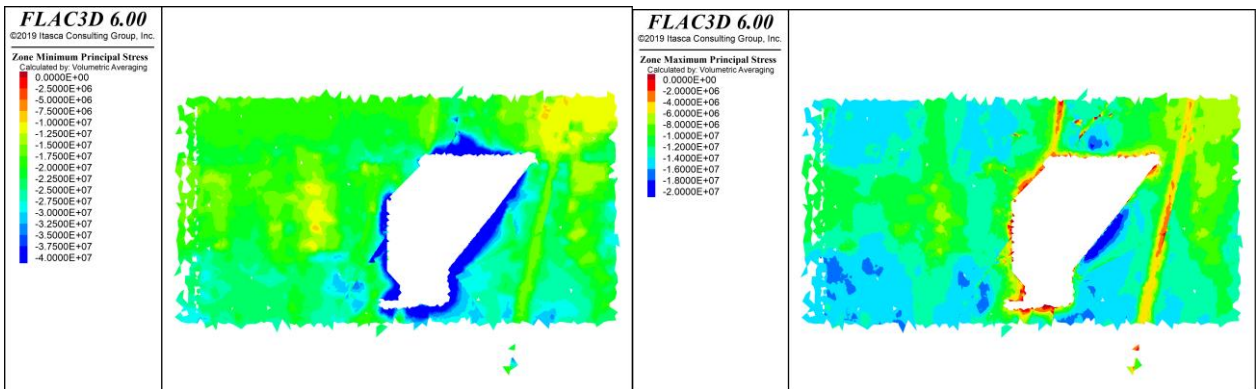 FLAC3D 6.00
©2019 Itasca Consulting Group, Inc.
Zone Minimum Principal Stress
Calculated by: Volumetric Averaging
0.0000E+00
-2.5000E+06
-5.0000E+06
-7.5000E+06
-1.0000E+07
-1.2500E+07
-1.5000E+07
-1.7500E+07
-2.0000E+07
-2.2500E+07
-2.5000E+07
-2.7500E+07
-3.0000E+07
-3.2500E+07
-3.5000E+07
-3.7500E+07
-4.0000E+07
FLAC3D 6.00
©2019 Itasca Consulting Group, Inc.
Zone Maximum Principal Stress
Calculated by: Volumetric Averaging
0.0000E+00
-2.0000E+06
-4.0000E+06
-6.0000E+06
-8.0000E+06
-1.0000E+07
-1.2000E+07
-1.4000E+07
-1.6000E+07
-1.8000E+07
-2.0000E+07